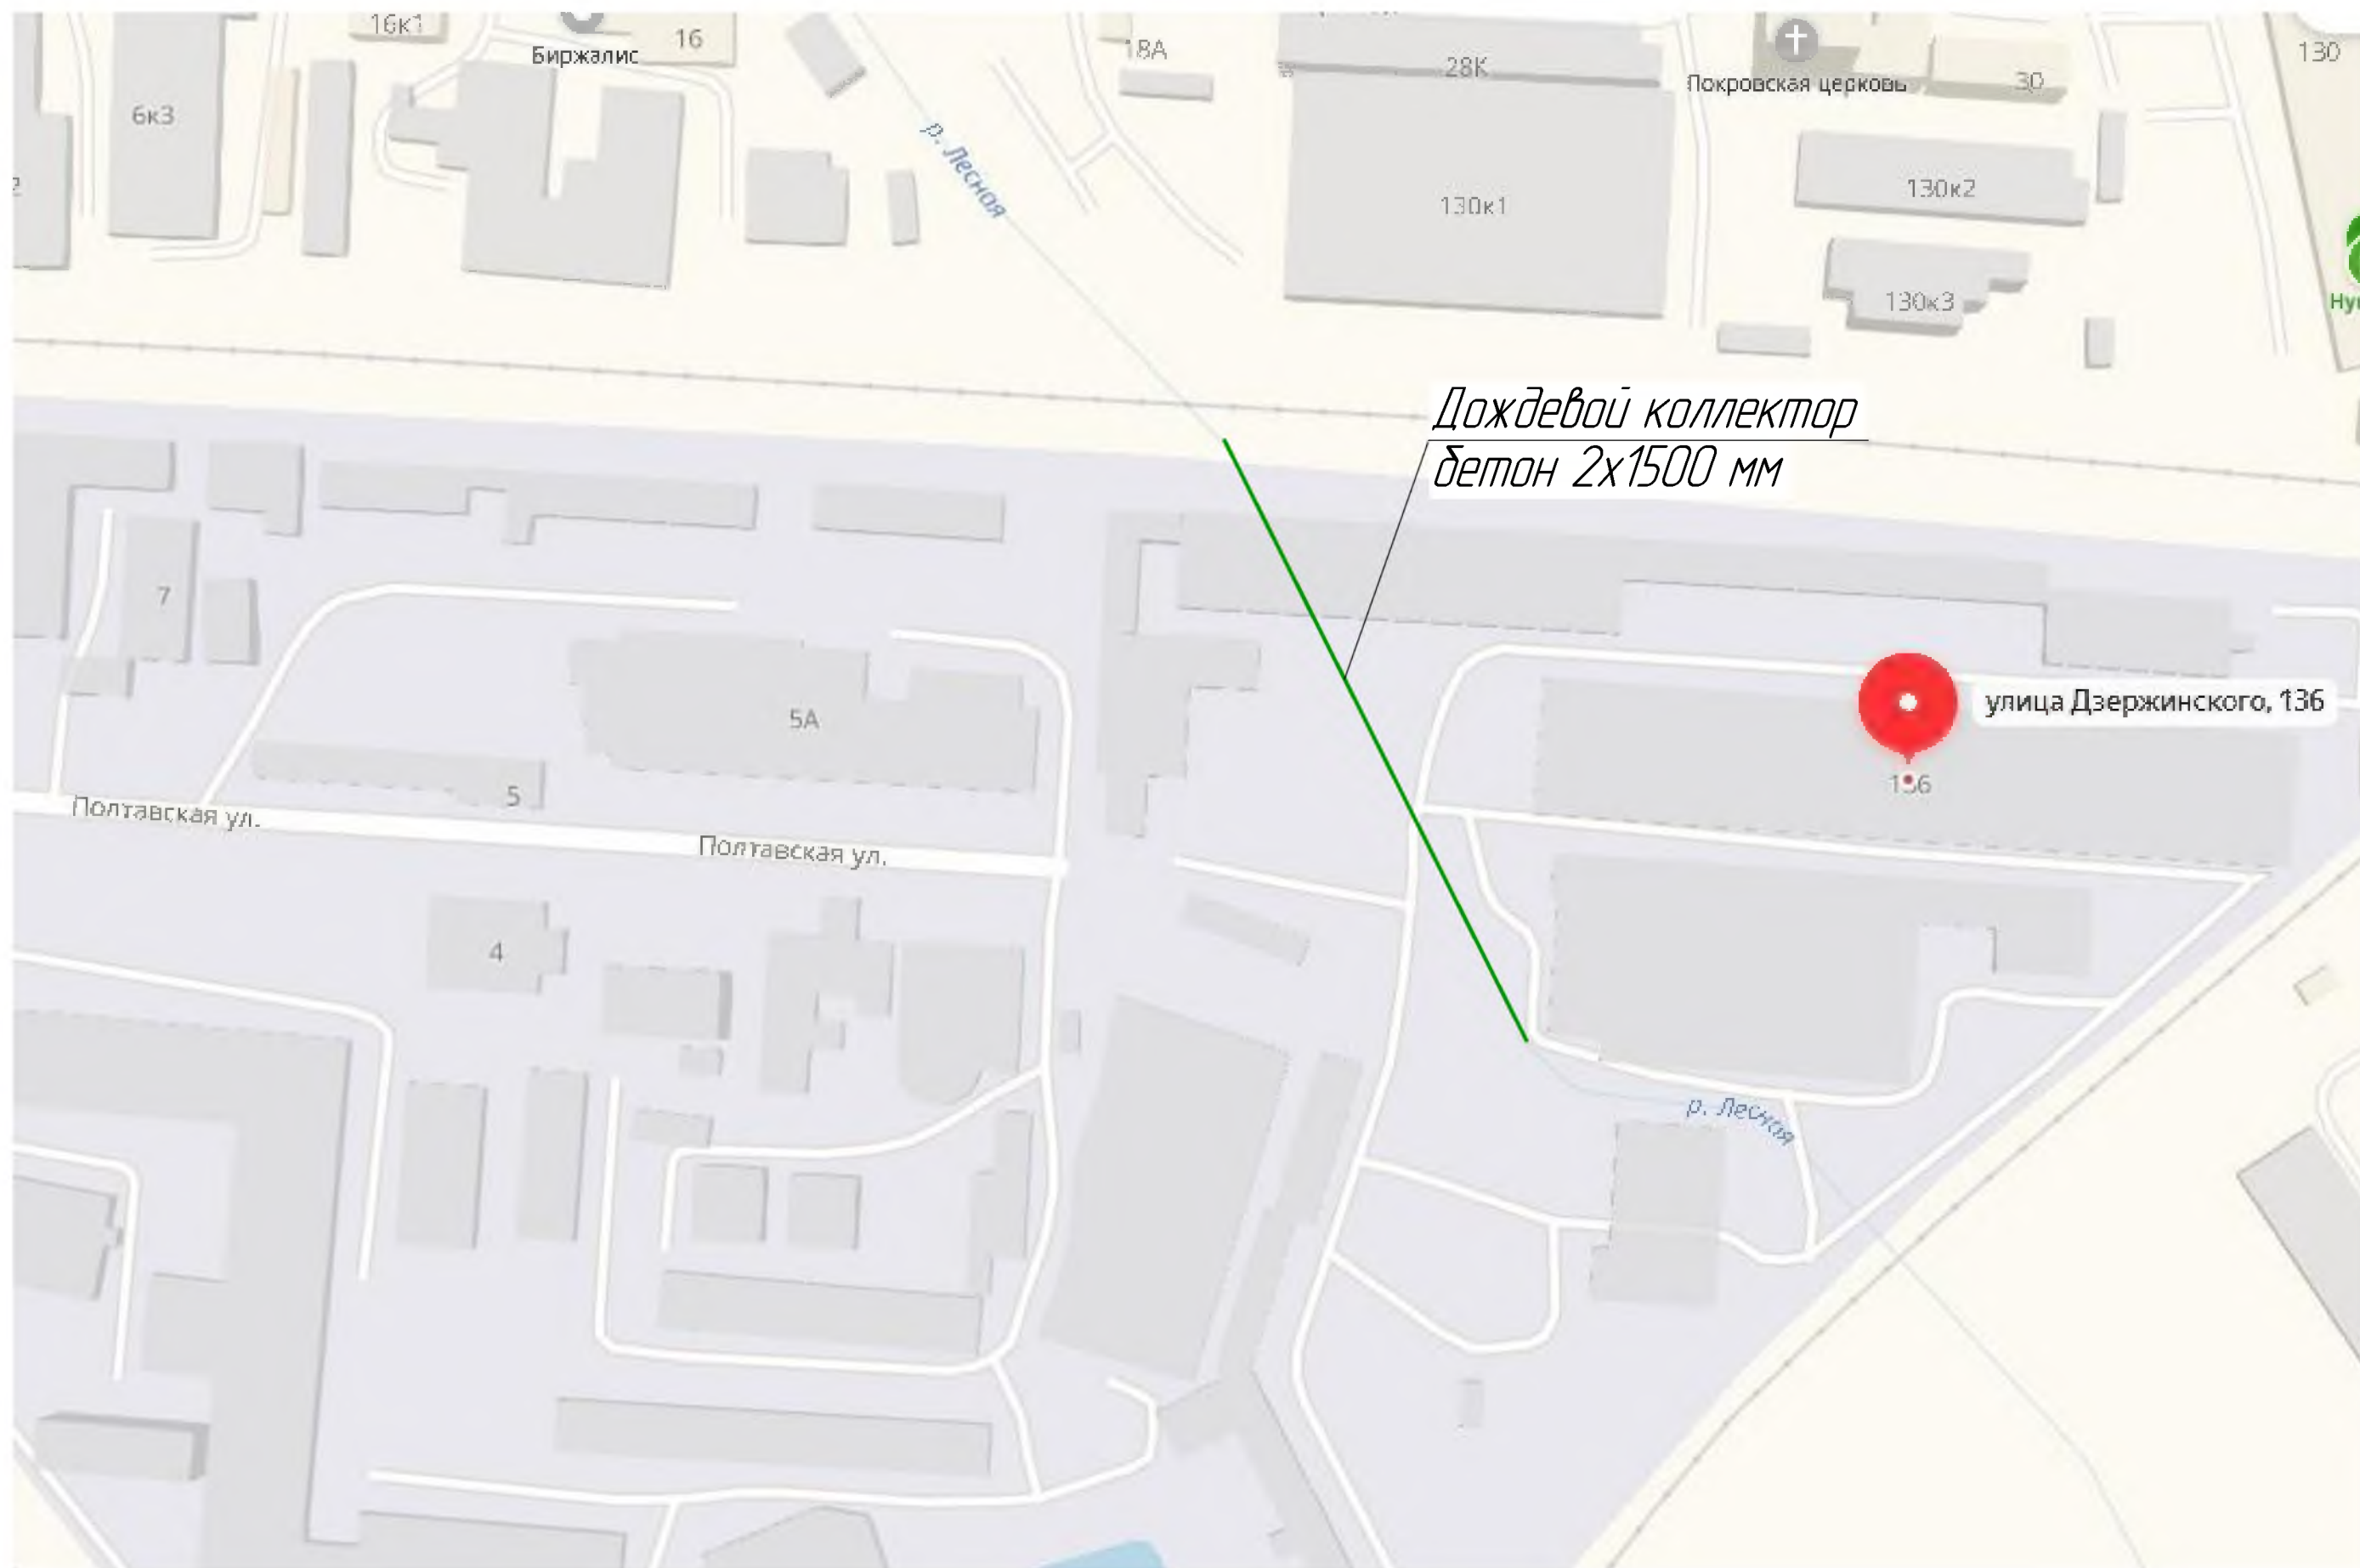 16к1
Биржалис
16
18А
28К
Покровская церковь
30
130
6к3
р. Лесная
130к1
130к2
130к3
Дождевой коллектор
бетон 2х1500 мм
7
5А
улица Дзержинского, 136
136
5
Полтавская ул.
Полтавская ул.
4
р. Лесная